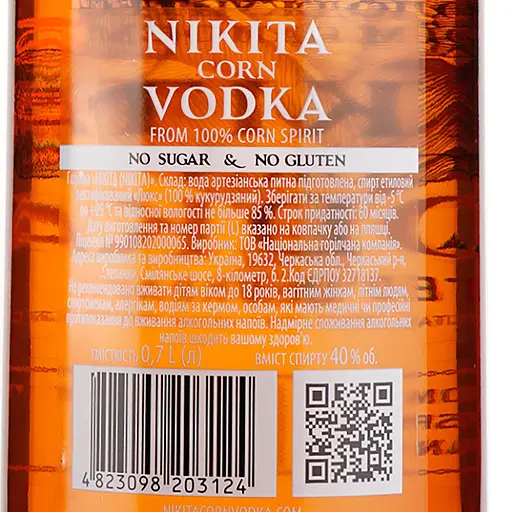 NIKITA
CORN
VODKA
FROM 100% CORN SPIRIT
NO SUGAR & NO GLUTEN
Горілка «НІКІТА (NIKITA)». Склад: вода артезіанська питна підготовлена, спирт етиловий
ректифікований «Люкс» (100 % кукурудзяний). Зберігати за температури від -5 °С
до +85 °С та відносної вологості не більше 85 %. Строк придатності: 60 місяців.
Дату виготовлення та номер партії (L) вказано на ковпачку або на пляшці.
Ліцензія № 990108202000065. Виробник: ТОВ «Національна горілчана компанія».
Адреса виробника та виробництва: Україна, 19632, Черкаська обл., Черкаський р-н,
с.Степанки, Смілянське шосе, 8-кілометр, б. 2. Код ЄДРПОУ 32718137.
Не рекомендовано вживати дітям віком до 18 років, вагітним жінкам, літнім людям,
спортсменам, алергікам, водіям за кермом, особам, які мають медичні чи професійні
протипоказання до вживання алкогольних напоїв. Надмірне споживання алкогольних
напоїв шкодить вашому здоров'ю.
МІСТКІСТЬ 0,7 L (л) ВМІСТ СПИРТУ 40 % об.
4 823098 203124
NIKITACORNVODKA.COM